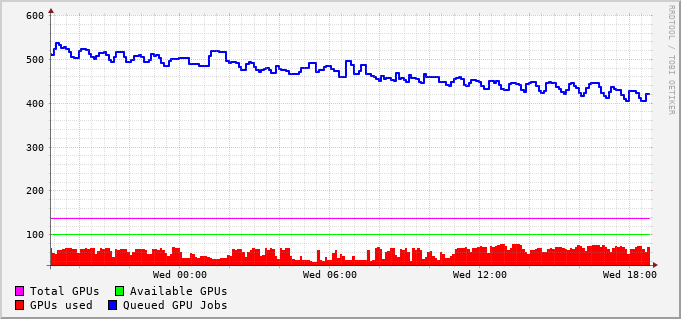 600
500
400
300
200
100
Wed 00:00 Wed 06:00 Wed 12:00 Wed 18:00
Total GPUs Available GPUs
GPUs used Queued GPU Jobs
RRDTOOL / TOBI OETIKER